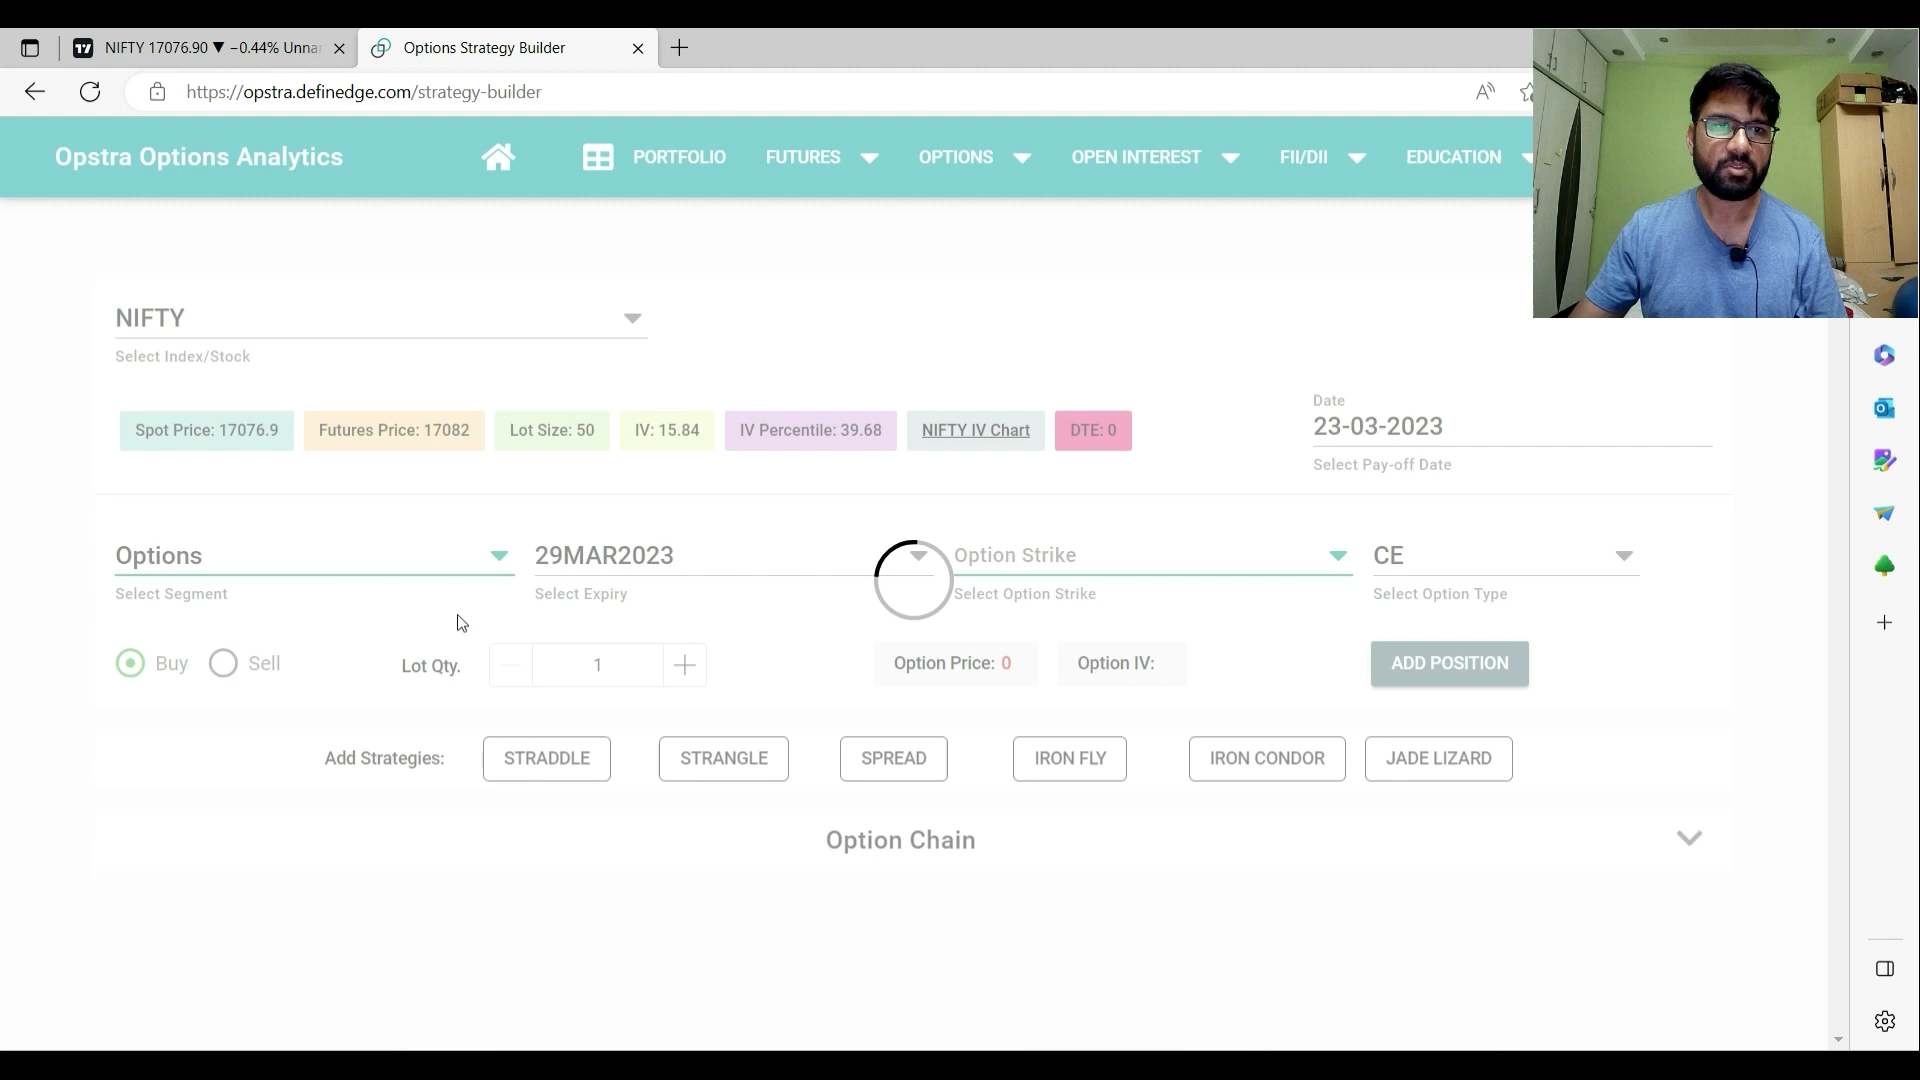 NIFTY 17076.90 ▼ −0.44% Unna
Options Strategy Builder
https://opstra.definedge.com/strategy-builder
Opstra Options Analytics
PORTFOLIO
FUTURES
OPTIONS
OPEN INTEREST
FII/DII
EDUCATION
NIFTY
Select Index/Stock
Spot Price: 17076.9
Futures Price: 17082
Lot Size: 50
IV: 15.84
IV Percentile: 39.68
NIFTY IV Chart
DTE: 0
Date
23-03-2023
Select Pay-off Date
Options
29MAR2023
Option Strike
CE
Select Segment
Select Expiry
Select Option Strike
Select Option Type
Buy
Sell
Lot Qty.
1
Option Price: 0
Option IV:
ADD POSITION
Add Strategies:
STRADDLE
STRANGLE
SPREAD
IRON FLY
IRON CONDOR
JADE LIZARD
Option Chain